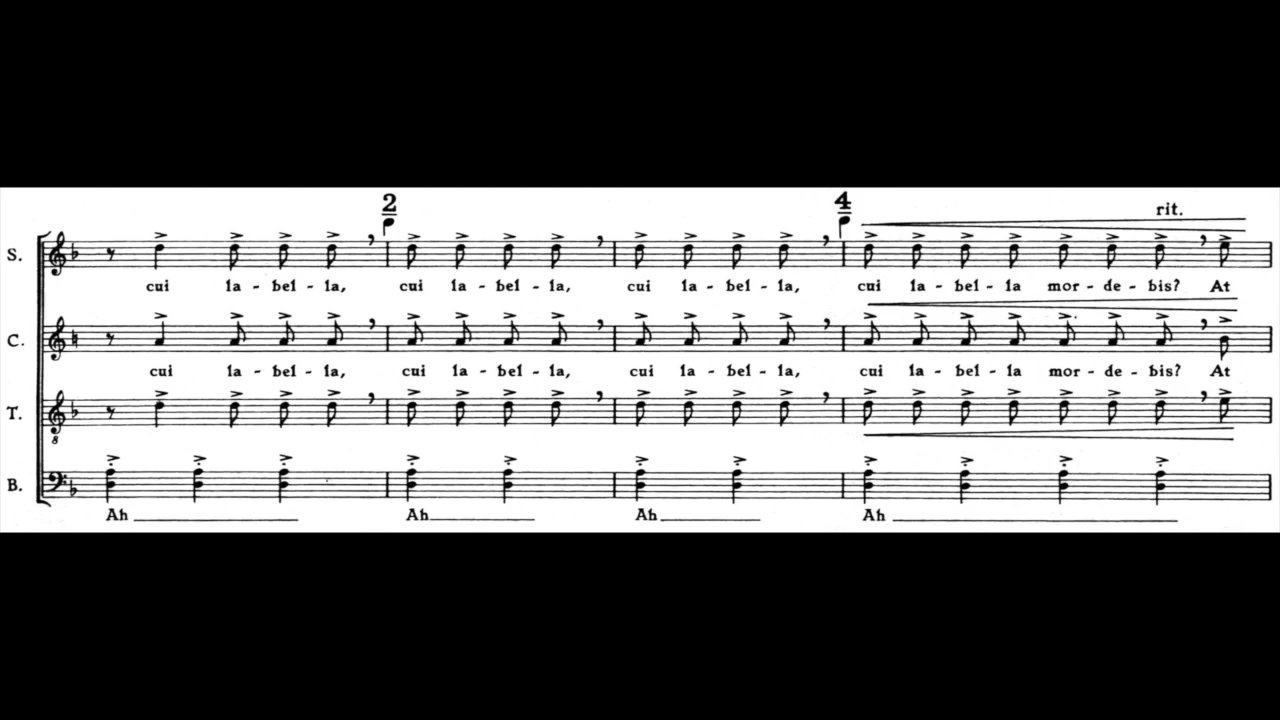 2 4
rit.
S.
cui la - bel - la, cui la - bel - la, cui la - bel - la, cui la - bel - la mor - de - bis? At
C.
cui la - bel - la, cui la - bel - la, cui la - bel - la, cui la - bel - la mor - de - bis? At
T.
8
B.
Ah Ah Ah Ah